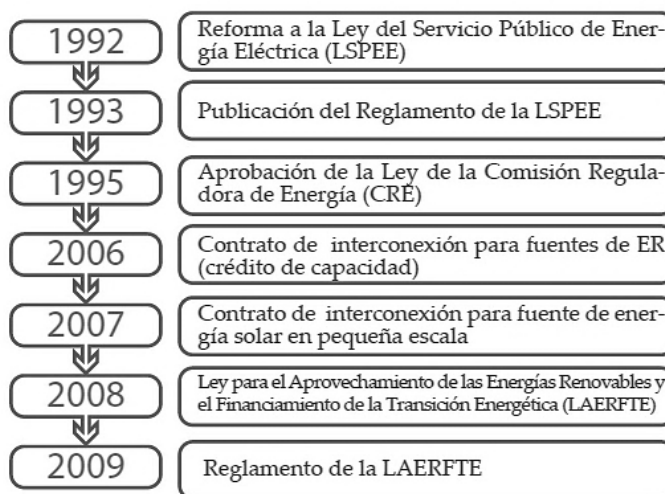 1992
Reforma a la Ley del Servicio Público de Ener-
gía Eléctrica (LSPEE)
1993
Publicación del Reglamento de la LSPEE
1995
Aprobación de la Ley de la Comisión Regula-
dora de Energía (CRE)
2006
Contrato de interconexión para fuentes de ER
(crédito de capacidad)
2007
Contrato de interconexión para fuente de ener-
gía solar en pequeña escala
2008
Ley para el Aprovechamiento de las Energías Renovables y
el Financiamiento de la Transición Energética (LAERFTE)
2009
Reglamento de la LAERFTE